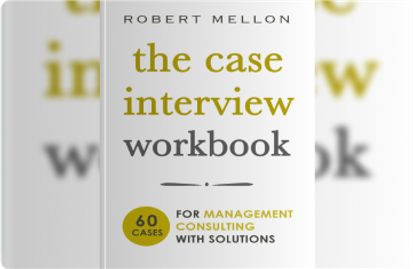 ROBERT MELLON
the case
interview
workbook
60
CASES
FOR MANAGEMENT
CONSULTING
WITH SOLUTIONS